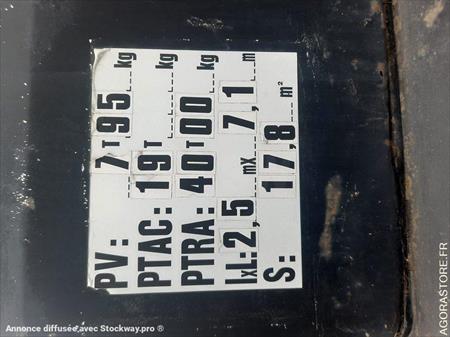 PV: 7T95 kg
PTAC: 19T kg
PTRA: 40T00 kg
lxL: 2,5 mX 7,1 m
S: 17,8 m²
Annonce diffusée avec Stockway.pro ®
AGORASTORE.FR